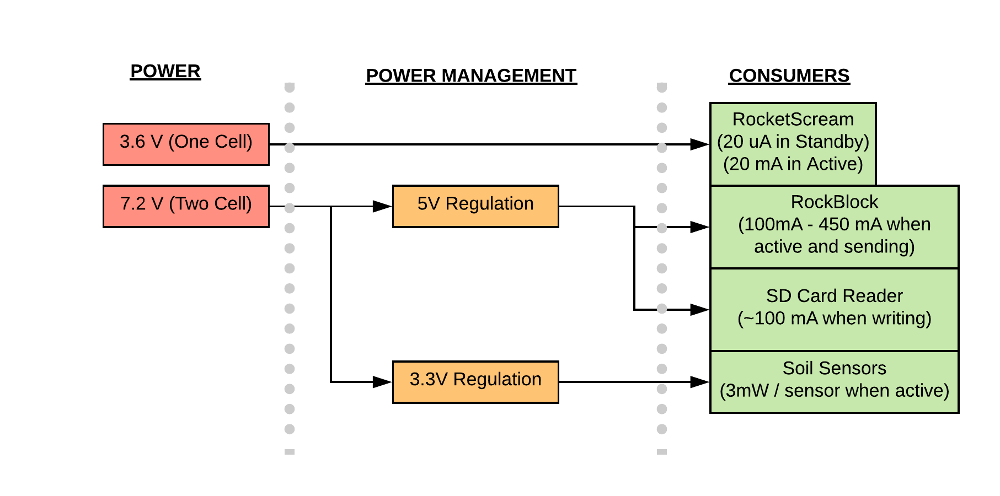 POWER
POWER MANAGEMENT
CONSUMERS
3.6 V (One Cell)
RocketScream
(20 uA in Standby)
(20 mA in Active)
7.2 V (Two Cell)
5V Regulation
RockBlock
(100mA - 450 mA when
active and sending)
SD Card Reader
(~100 mA when writing)
3.3V Regulation
Soil Sensors
(3mW / sensor when active)